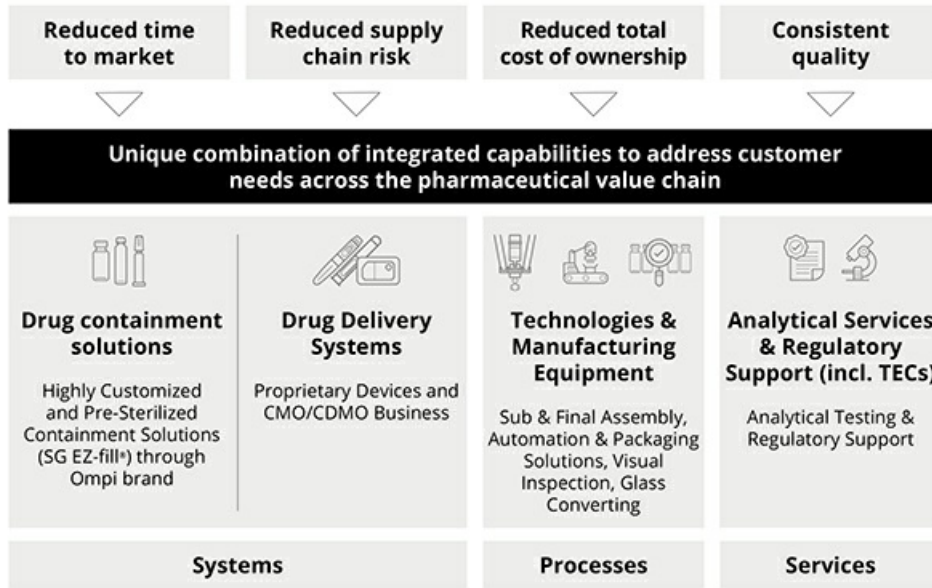 Reduced time
to market
Reduced supply
chain risk
Reduced total
cost of ownership
Consistent
quality
Unique combination of integrated capabilities to address customer
needs across the pharmaceutical value chain
Drug containment
solutions
Highly Customized
and Pre-Sterilized
Containment Solutions
(SG EZ-fill®) through
Ompi brand
Drug Delivery
Systems
Proprietary Devices and
CMO/CDMO Business
Technologies &
Manufacturing
Equipment
Sub & Final Assembly,
Automation & Packaging
Solutions, Visual
Inspection, Glass
Converting
Analytical Services
& Regulatory
Support (incl. TECs)
Analytical Testing &
Regulatory Support
Systems
Processes
Services